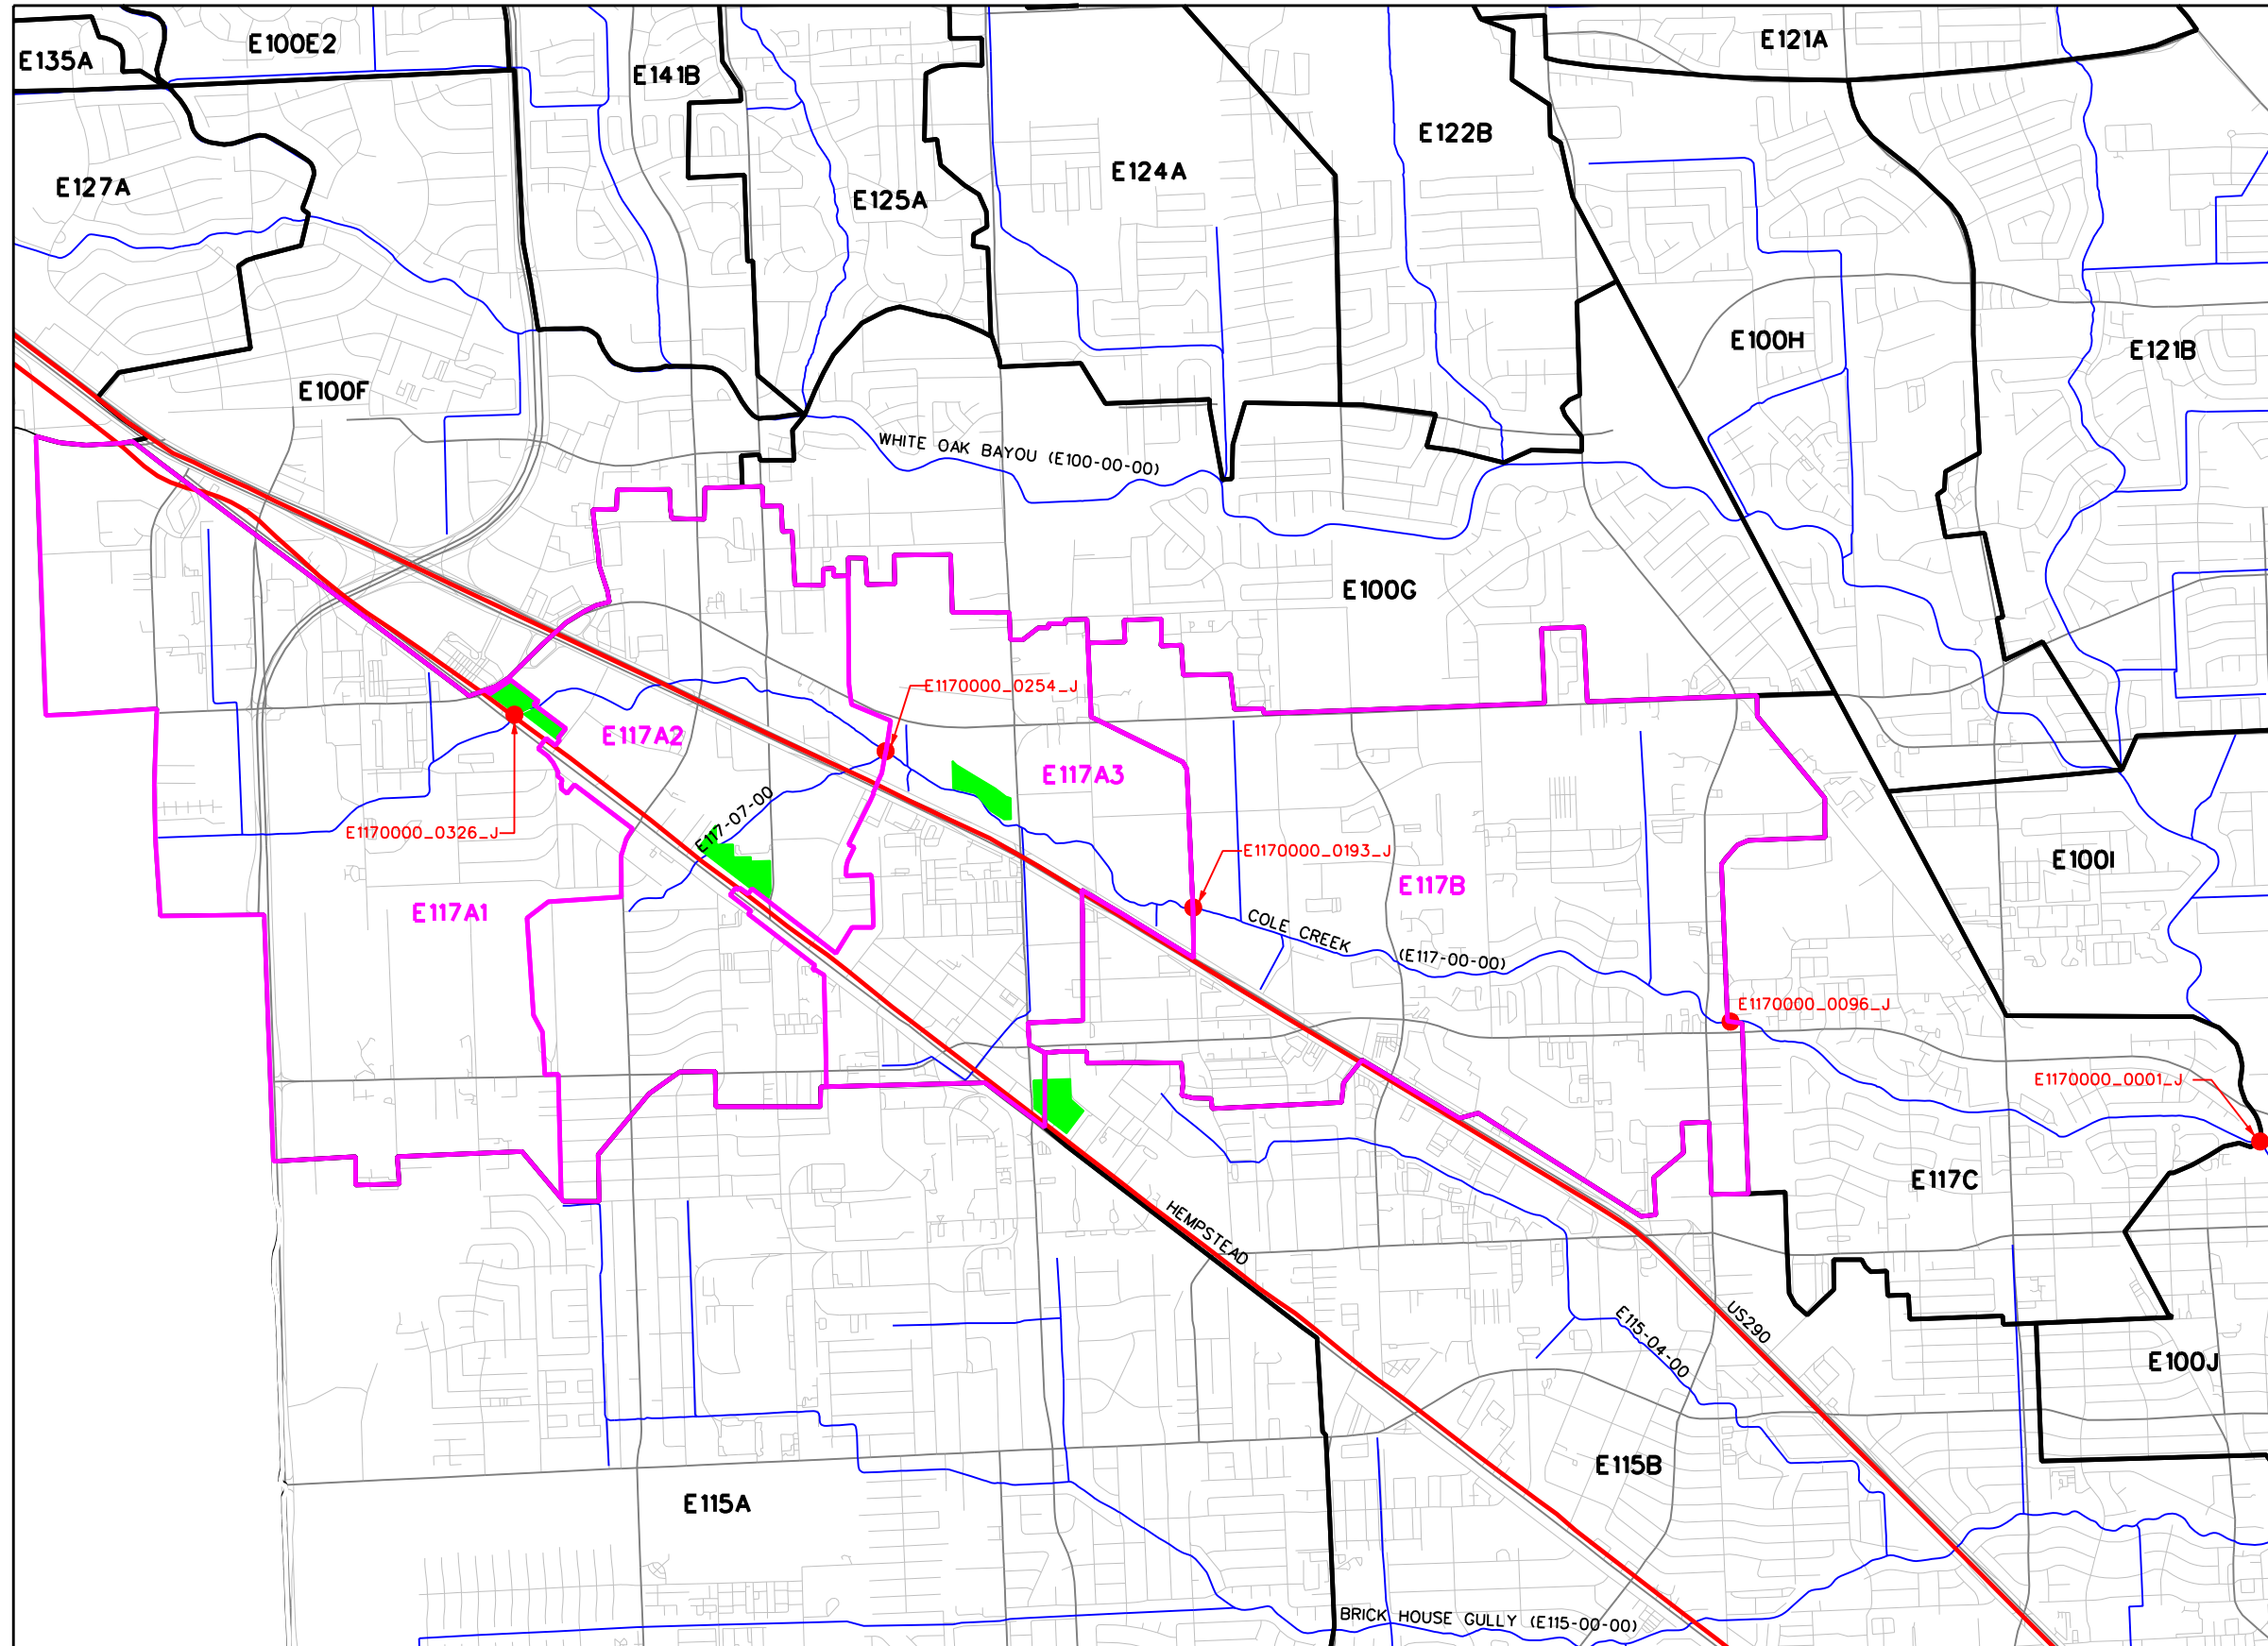 E135A
E100E2
E141B
E121A
E127A
E125A
E124A
E122B
E100F
E100H
E121B
WHITE OAK BAYOU (E100-00-00)
E100G
E1170000_0254_J
E117A2
E117A3
E117-07-00
E1170000_0326_J
E1170000_0193_J
E117B
E100I
E117A1
COLE CREEK (E117-00-00)
E1170000_0096_J
E1170000_0001_J
E117C
HEMPSTEAD
E115-04-00
US290
E100J
E115B
E115A
BRICK HOUSE GULLY (E115-00-00)